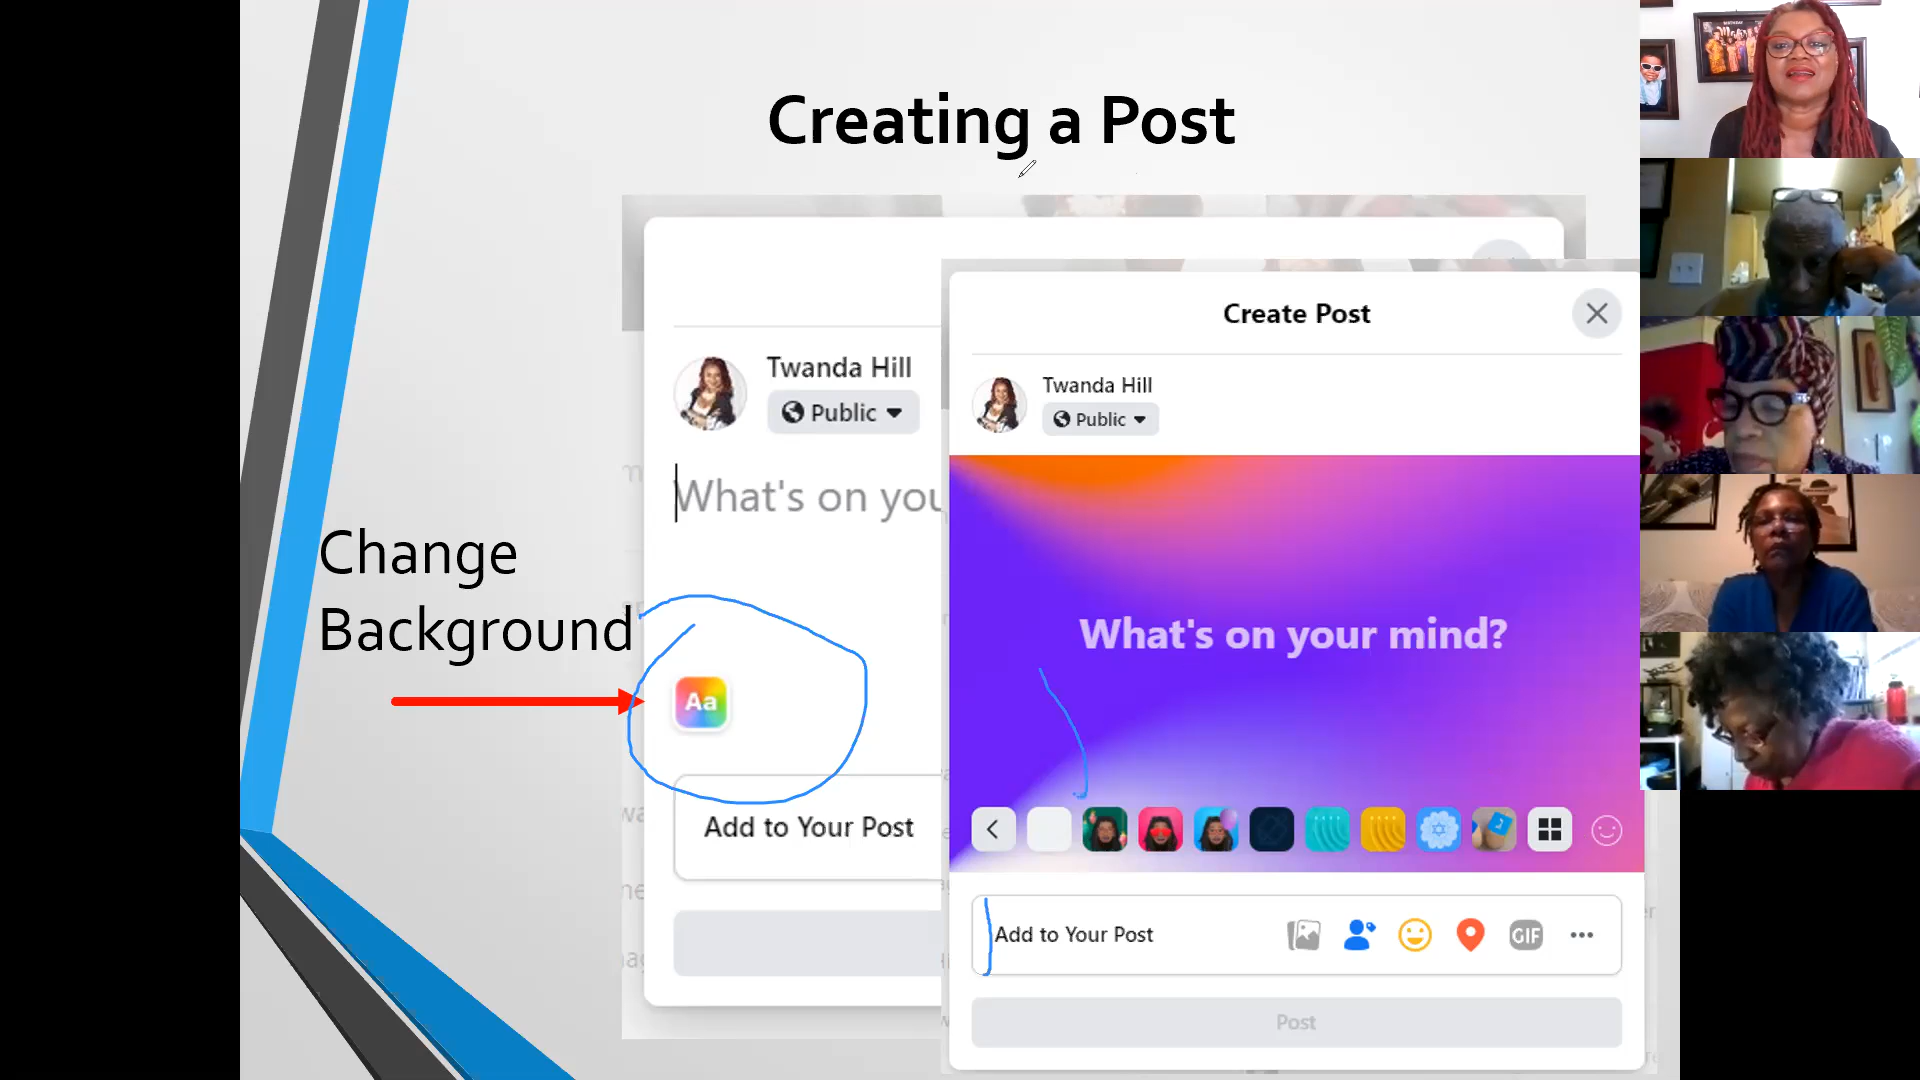 Creating a Post
Twanda Hill
Public
What's on you
Change
Background
Aa
Add to Your Post
Create Post
Twanda Hill
Public
What's on your mind?
Add to Your Post
GIF
Post